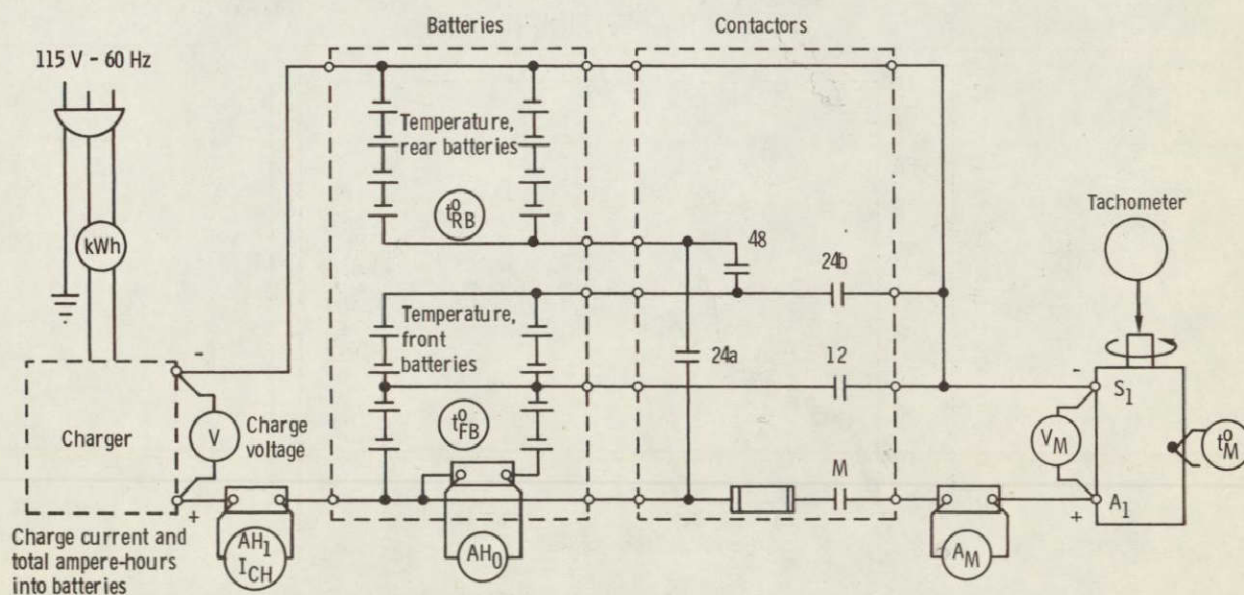 Batteries
Contactors
115 V - 60 Hz
kWh
Temperature,
rear batteries
t°RB
48
24b
Tachometer
Temperature,
front
batteries
24a
12
-
-
S1
Charger
V
Charge
voltage
t°FB
VM
t°M
M
A1
+
+
Charge current and
total ampere-hours
into batteries
AH1
ICH
AH0
AM